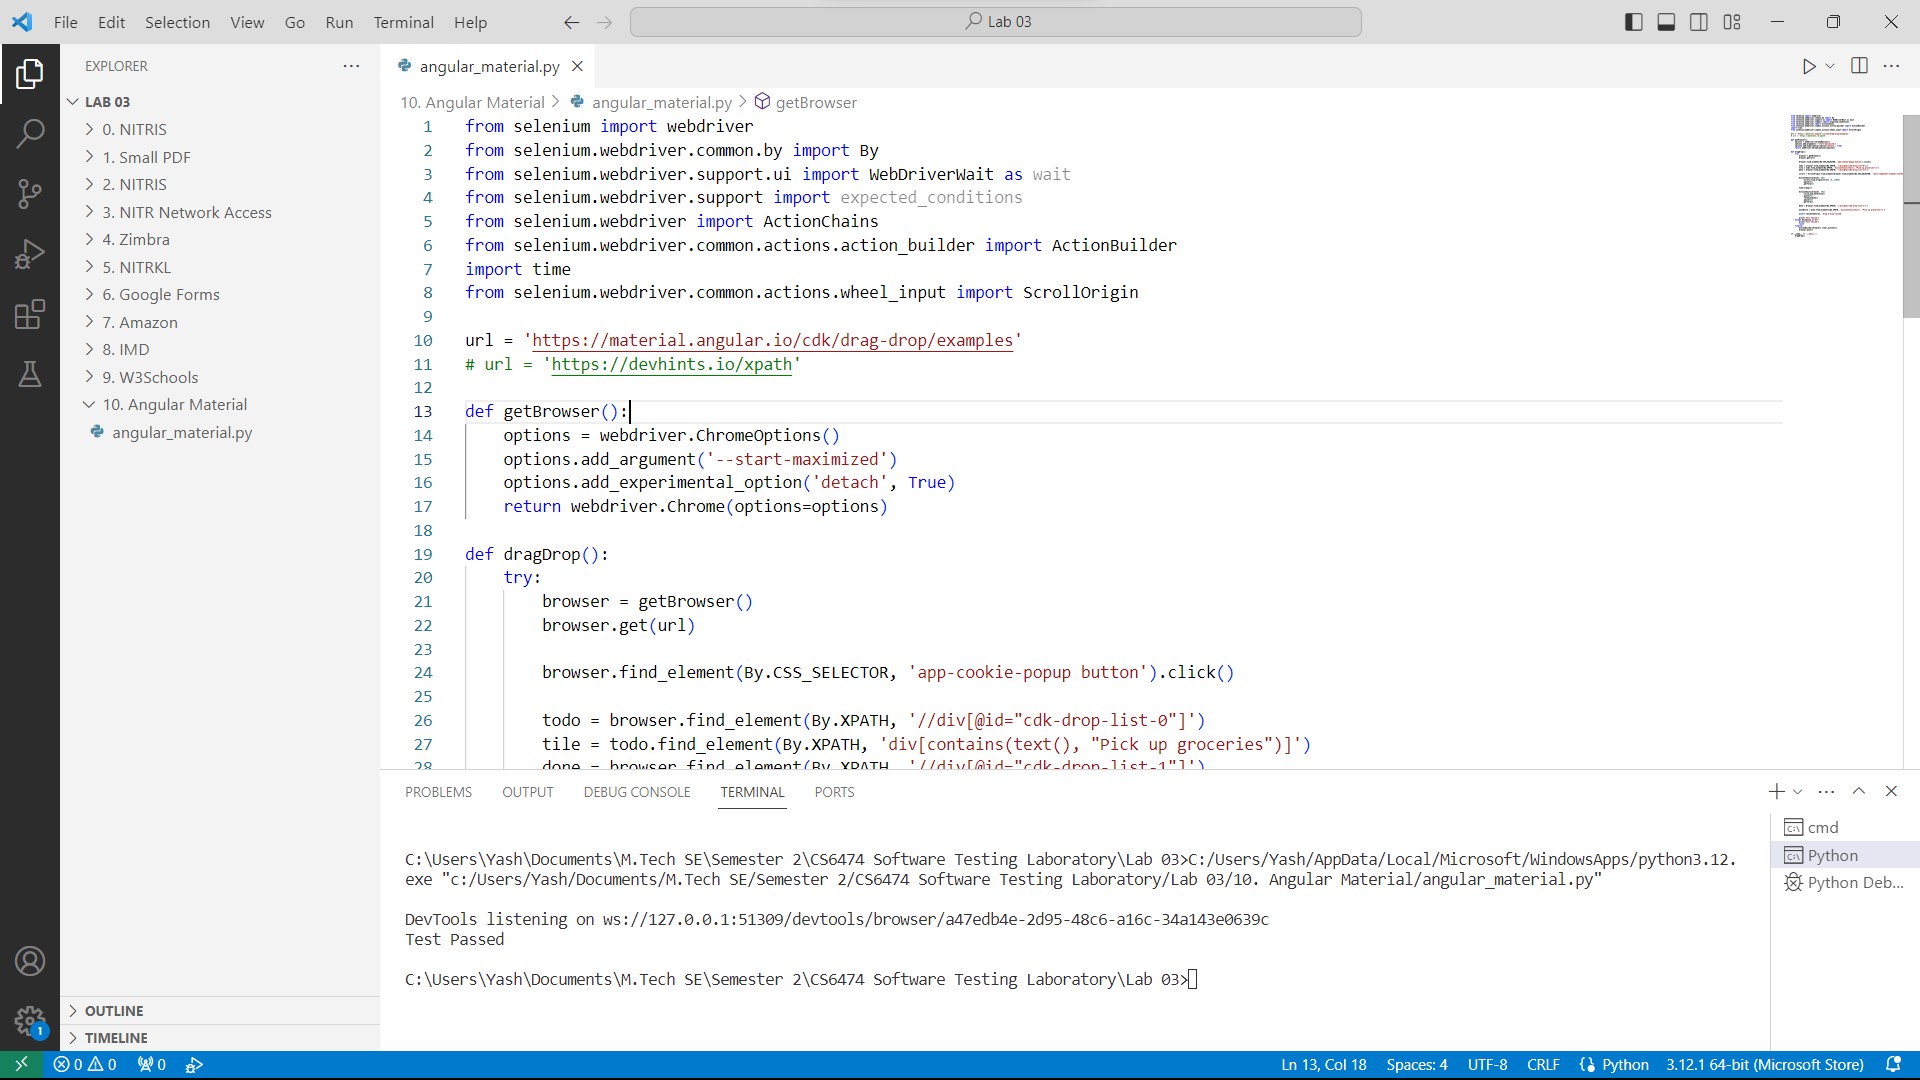 File Edit Selection View Go Run Terminal Help
Lab 03
EXPLORER
LAB 03
0. NITRIS
1. Small PDF
2. NITRIS
3. NITR Network Access
4. Zimbra
5. NITRKL
6. Google Forms
7. Amazon
8. IMD
9. W3Schools
10. Angular Material
angular_material.py
OUTLINE
TIMELINE
angular_material.py
10. Angular Material > angular_material.py > getBrowser
1 from selenium import webdriver
2 from selenium.webdriver.common.by import By
3 from selenium.webdriver.support.ui import WebDriverWait as wait
4 from selenium.webdriver.support import expected_conditions
5 from selenium.webdriver import ActionChains
6 from selenium.webdriver.common.actions.action_builder import ActionBuilder
7 import time
8 from selenium.webdriver.common.actions.wheel_input import ScrollOrigin
9
10 url = 'https://material.angular.io/cdk/drag-drop/examples'
11 # url = 'https://devhints.io/xpath'
12
13 def getBrowser():
14 options = webdriver.ChromeOptions()
15 options.add_argument('--start-maximized')
16 options.add_experimental_option('detach', True)
17 return webdriver.Chrome(options=options)
18
19 def dragDrop():
20 try:
21 browser = getBrowser()
22 browser.get(url)
23
24 browser.find_element(By.CSS_SELECTOR, 'app-cookie-popup button').click()
25
26 todo = browser.find_element(By.XPATH, '//div[@id="cdk-drop-list-0"]')
27 tile = todo.find_element(By.XPATH, 'div[contains(text(), "Pick up groceries")]')
28 done = browser.find_element(By.XPATH, '//div[@id="cdk-drop-list-1"]')
PROBLEMS OUTPUT DEBUG CONSOLE TERMINAL PORTS
C:\Users\Yash\Documents\M.Tech SE\Semester 2\CS6474 Software Testing Laboratory\Lab 03>C:/Users/Yash/AppData/Local/Microsoft/WindowsApps/python3.12.
exe "c:/Users/Yash/Documents/M.Tech SE/Semester 2/CS6474 Software Testing Laboratory/Lab 03/10. Angular Material/angular_material.py"
DevTools listening on ws://127.0.0.1:51309/devtools/browser/a47edb4e-2d95-48c6-a16c-34a143e0639c
Test Passed
C:\Users\Yash\Documents\M.Tech SE\Semester 2\CS6474 Software Testing Laboratory\Lab 03>
cmd
Python
Python Deb...
1
0 0 0 Ln 13, Col 18 Spaces: 4 UTF-8 CRLF Python 3.12.1 64-bit (Microsoft Store)